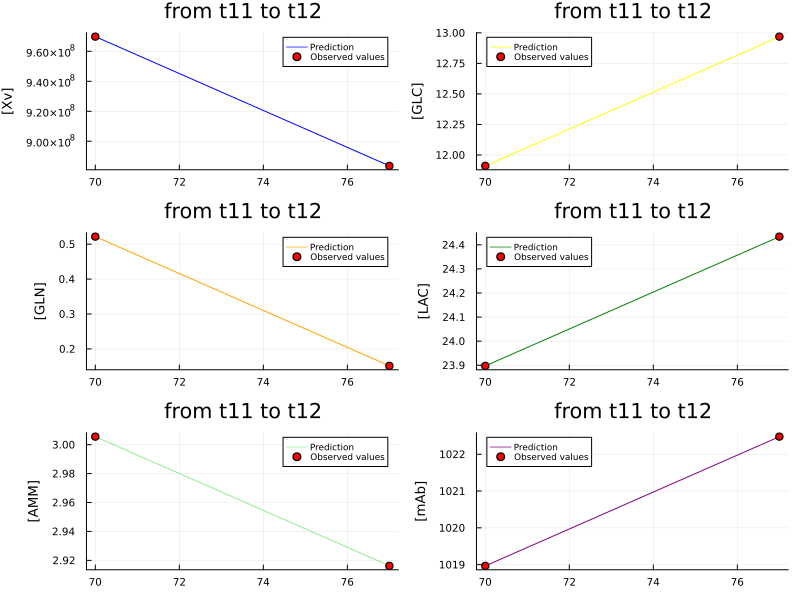 from t11 to t12
[Xv]
9.60×10⁸
9.40×10⁸
9.20×10⁸
9.00×10⁸
Prediction
Observed values
70 72 74 76
from t11 to t12
[GLC]
13.00
12.75
12.50
12.25
12.00
Prediction
Observed values
70 72 74 76
from t11 to t12
[GLN]
0.5
0.4
0.3
0.2
Prediction
Observed values
70 72 74 76
from t11 to t12
[LAC]
24.4
24.3
24.2
24.1
24.0
23.9
Prediction
Observed values
70 72 74 76
from t11 to t12
[AMM]
3.00
2.98
2.96
2.94
2.92
Prediction
Observed values
70 72 74 76
from t11 to t12
[mAb]
1022
1021
1020
1019
Prediction
Observed values
70 72 74 76